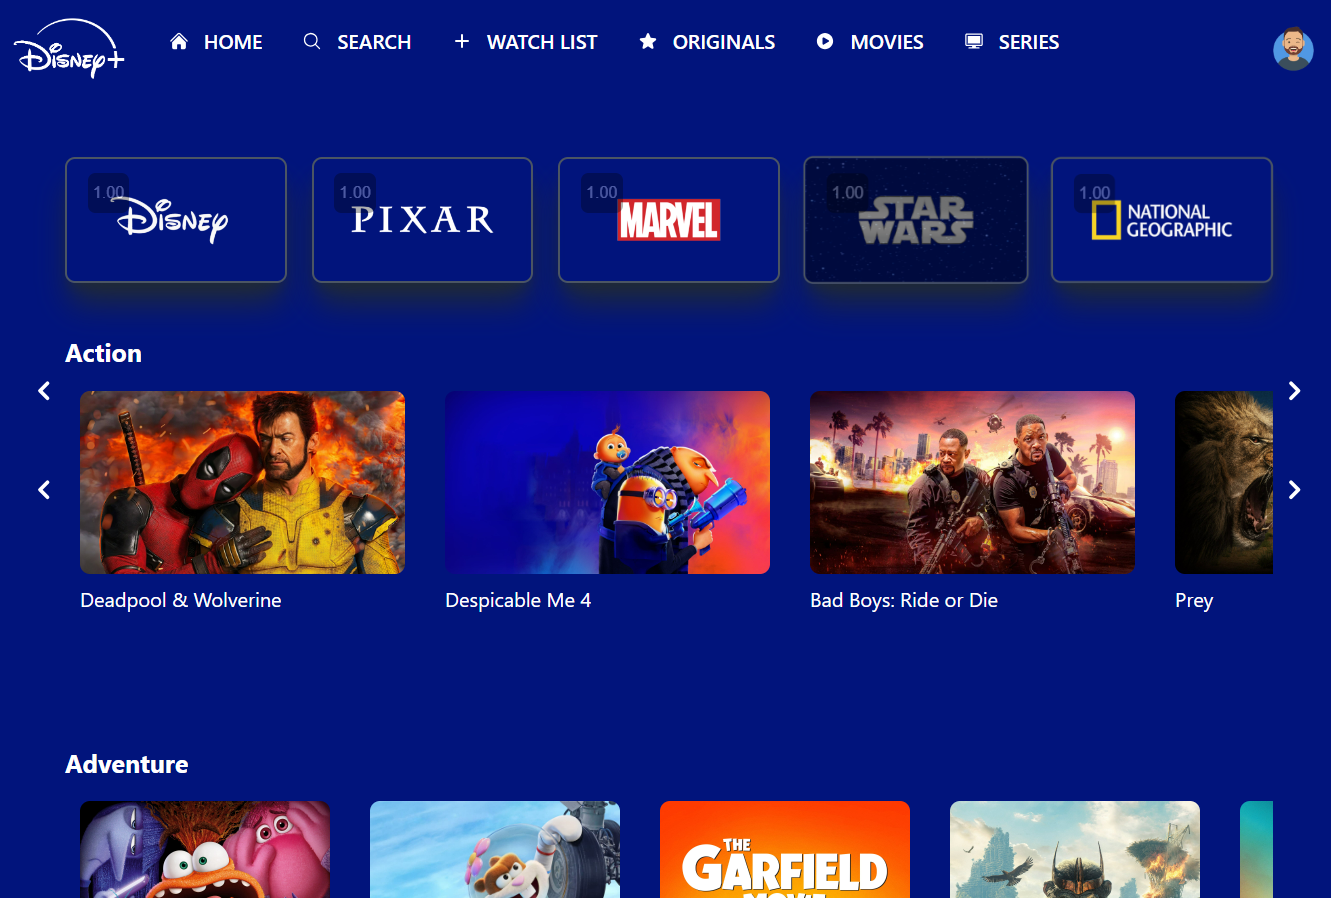 Disney+
HOME
SEARCH
WATCH LIST
ORIGINALS
MOVIES
SERIES
1.00
Disney
1.00
PIXAR
1.00
MARVEL
1.00
STAR
WARS
1.00
NATIONAL
GEOGRAPHIC
Action
Deadpool & Wolverine
Despicable Me 4
Bad Boys: Ride or Die
Prey
Adventure
THE
GARFIELD
MOVIE